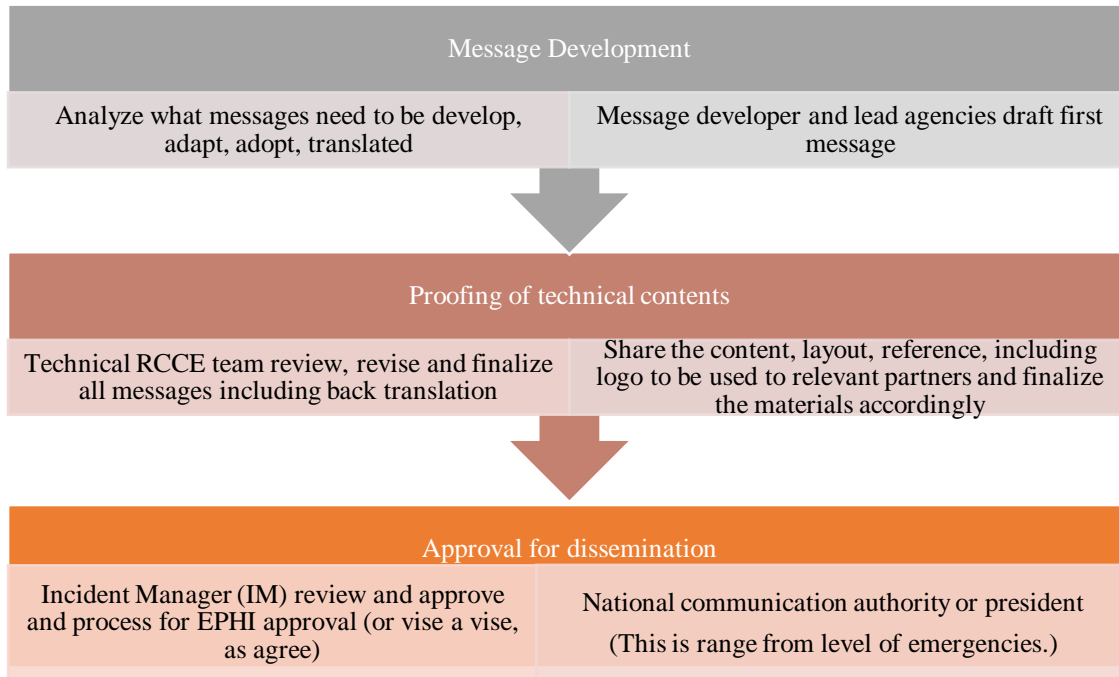 Message Development
Analyze what messages need to be develop,
adapt, adopt, translated
Message developer and lead agencies draft first
message
Proofing of technical contents
Technical RCCE team review, revise and finalize
all messages including back translation
Share the content, layout, reference, including
logo to be used to relevant partners and finalize
the materials accordingly
Approval for dissemination
Incident Manager (IM) review and approve
and process for EPHI approval (or vise a vise,
as agree)
National communication authority or president
(This is range from level of emergencies.)